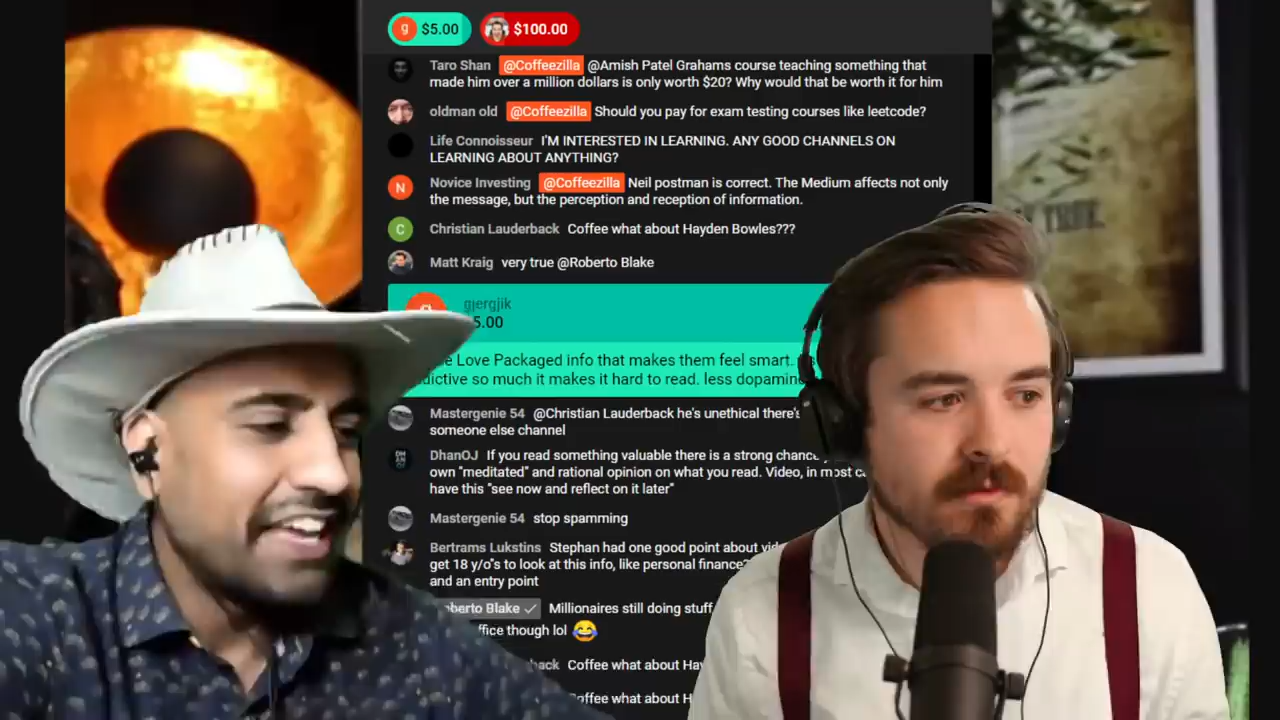 g $5.00 $100.00
Taro Shan @Coffeezilla @Amish Patel Grahams course teaching something that
made him over a million dollars is only worth $20? Why would that be worth it for him
oldman old @Coffeezilla Should you pay for exam testing courses like leetcode?
Life Connoisseur I'M INTERESTED IN LEARNING. ANY GOOD CHANNELS ON
LEARNING ABOUT ANYTHING?
N Novice Investing @Coffeezilla Neil postman is correct. The Medium affects not only
the message, but the perception and reception of information.
C Christian Lauderback Coffee what about Hayden Bowles???
Matt Kraig very true @Roberto Blake
gjergjik
5.00
Love Packaged info that makes them feel smart.
so much it makes it hard to read. less dopamine
Mastergenie 54 @Christian Lauderback he's unethical there's
someone else channel
DhanOJ If you read something valuable there is a strong
own "meditated" and rational opinion on what you read. Video, in most
have this "see now and reflect on it later"
Mastergenie 54 stop spamming
Bertrams Lukstins Stephan had one good point about
get 18 y/o"s to look at this info, like personal finance?
and an entry point
Blake ✓ Millionaires still doing stuff
though lol 😂
Coffee what about
what about
TRUE